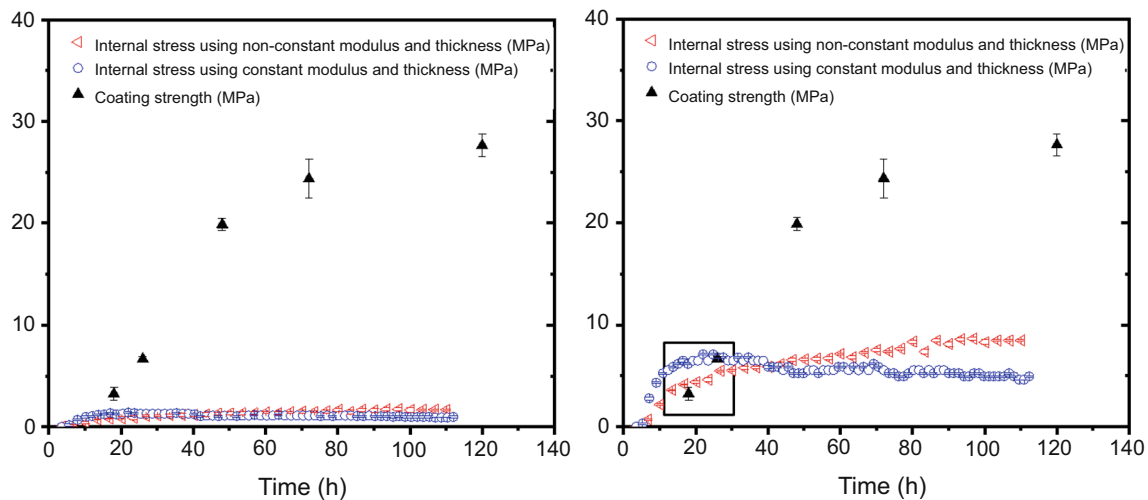 40
30
20
10
0
Internal stress using non-constant modulus and thickness (MPa)
Internal stress using constant modulus and thickness (MPa)
Coating strength (MPa)
0 20 40 60 80 100 120 140
Time (h)
40
30
20
10
0
Internal stress using non-constant modulus and thickness (MPa)
Internal stress using constant modulus and thickness (MPa)
Coating strength (MPa)
0 20 40 60 80 100 120 140
Time (h)